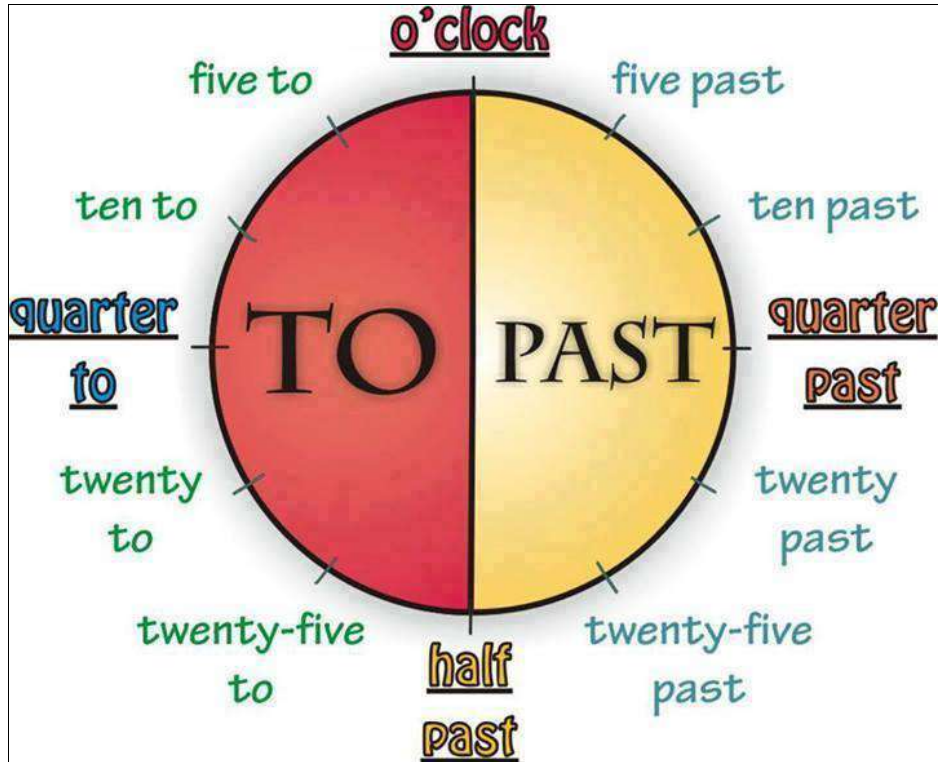 o'clock
five to
five past
ten to
ten past
quarter
to
TO
PAST
quarter
past
twenty
to
twenty
past
twenty-five
to
half
past
twenty-five
past